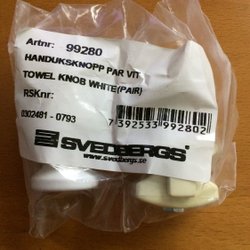 Artnr: 99280
HANDUKSKNOPP PAR VIT
TOWEL KNOB WHITE(PAIR)
RSKnr:
0302481 - 0793
7 392533 992802
SVEDBERGS
www.svedbergs.se